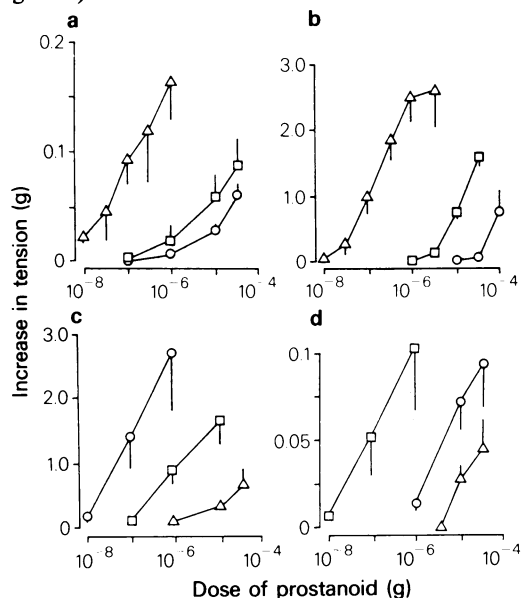 a
b
0.2
0.1
0
3.0
2.0
1.0
0
10⁻⁸ 10⁻⁶ 10⁻⁴
10⁻⁸ 10⁻⁶ 10⁻⁴
Increase in tension (g)
c
d
3.0
2.0
1.0
0
0.1
0.05
0
10⁻⁸ 10⁻⁶ 10⁻⁴
10⁻⁸ 10⁻⁶ 10⁻⁴
Dose of prostanoid (g)